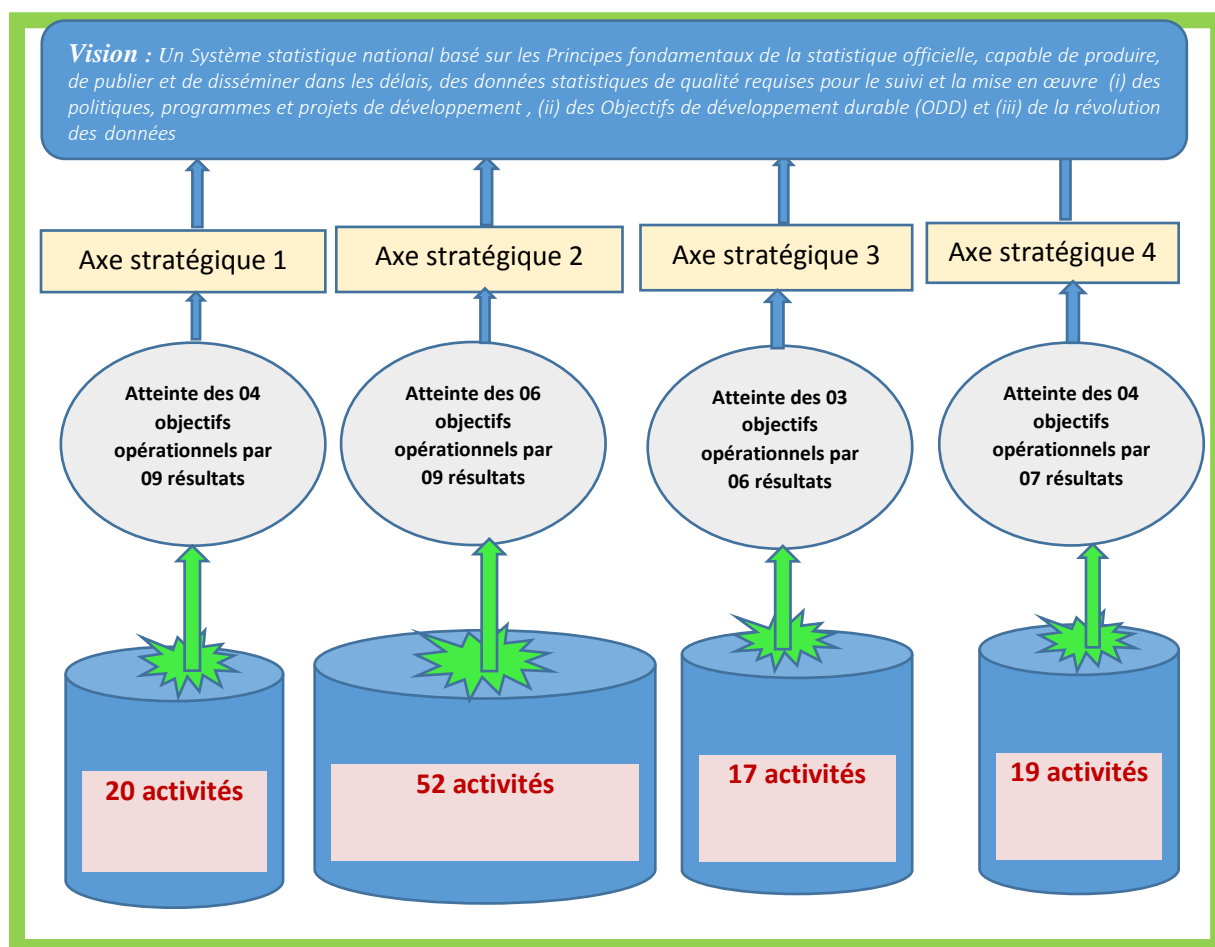 Vision : Un Système statistique national basé sur les Principes fondamentaux de la statistique officielle, capable de produire,
de publier et de disséminer dans les délais, des données statistiques de qualité requises pour le suivi et la mise en œuvre (i) des
politiques, programmes et projets de développement , (ii) des Objectifs de développement durable (ODD) et (iii) de la révolution
des données
Axe stratégique 1
Axe stratégique 2
Axe stratégique 3
Axe stratégique 4
Atteinte des 04
objectifs
opérationnels par
09 résultats
Atteinte des 06
objectifs
opérationnels par
09 résultats
Atteinte des 03
objectifs
opérationnels par
06 résultats
Atteinte des 04
objectifs
opérationnels par
07 résultats
20 activités
52 activités
17 activités
19 activités